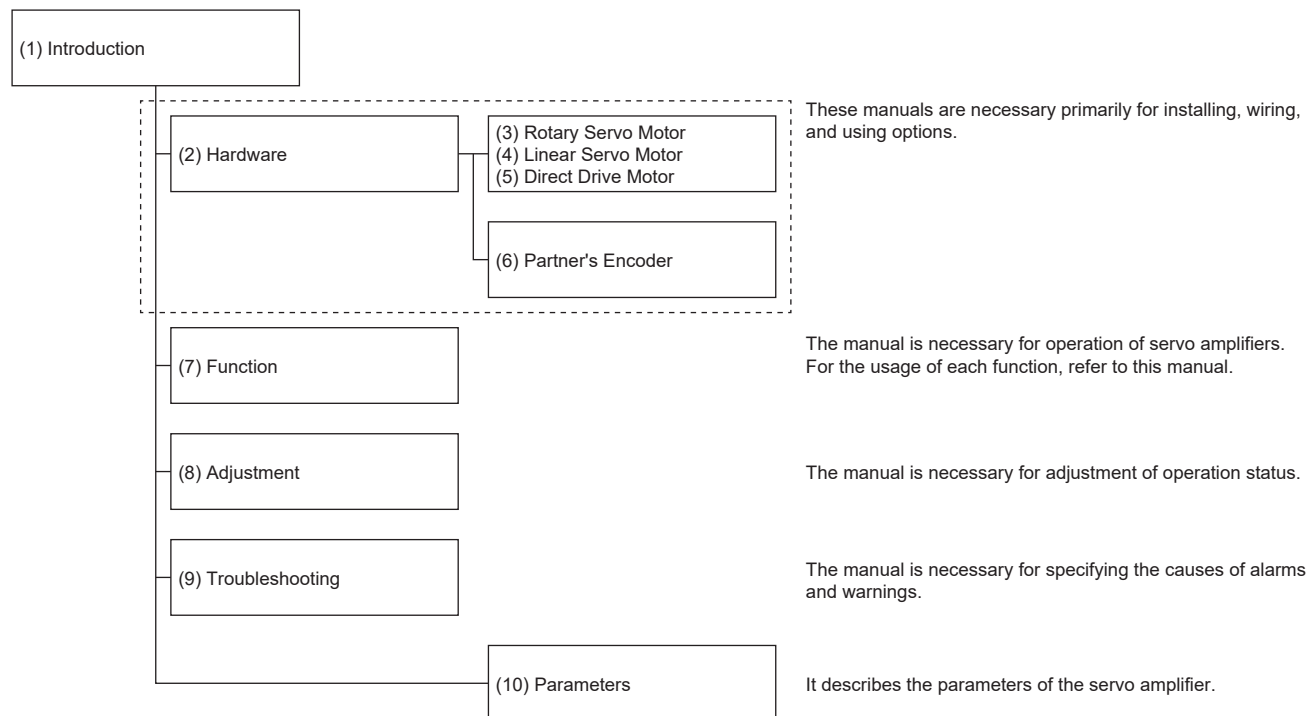 (1) Introduction
These manuals are necessary primarily for installing, wiring,
and using options.
(2) Hardware
(3) Rotary Servo Motor
(4) Linear Servo Motor
(5) Direct Drive Motor
(6) Partner's Encoder
(7) Function
The manual is necessary for operation of servo amplifiers.
For the usage of each function, refer to this manual.
(8) Adjustment
The manual is necessary for adjustment of operation status.
(9) Troubleshooting
The manual is necessary for specifying the causes of alarms
and warnings.
(10) Parameters
It describes the parameters of the servo amplifier.